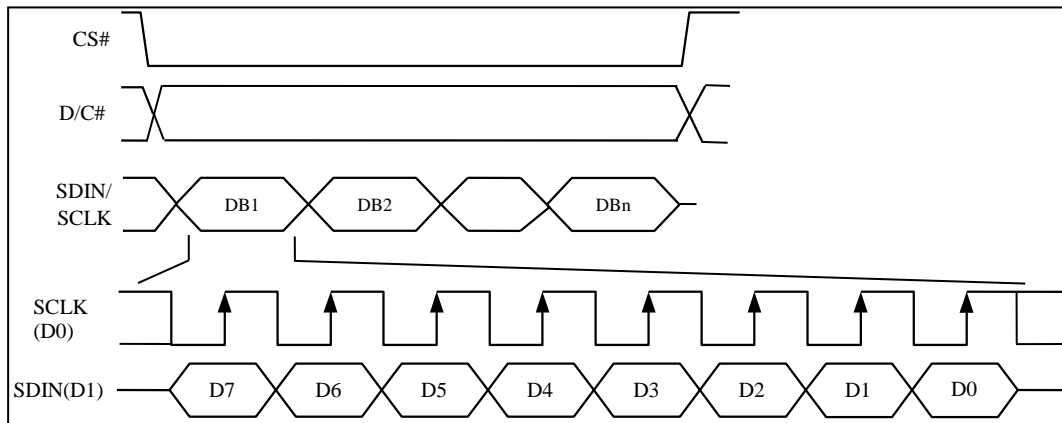 CS#
D/C#
SDIN/
SCLK
DB1 DB2 DBn
SCLK
(D0)
SDIN(D1) D7 D6 D5 D4 D3 D2 D1 D0